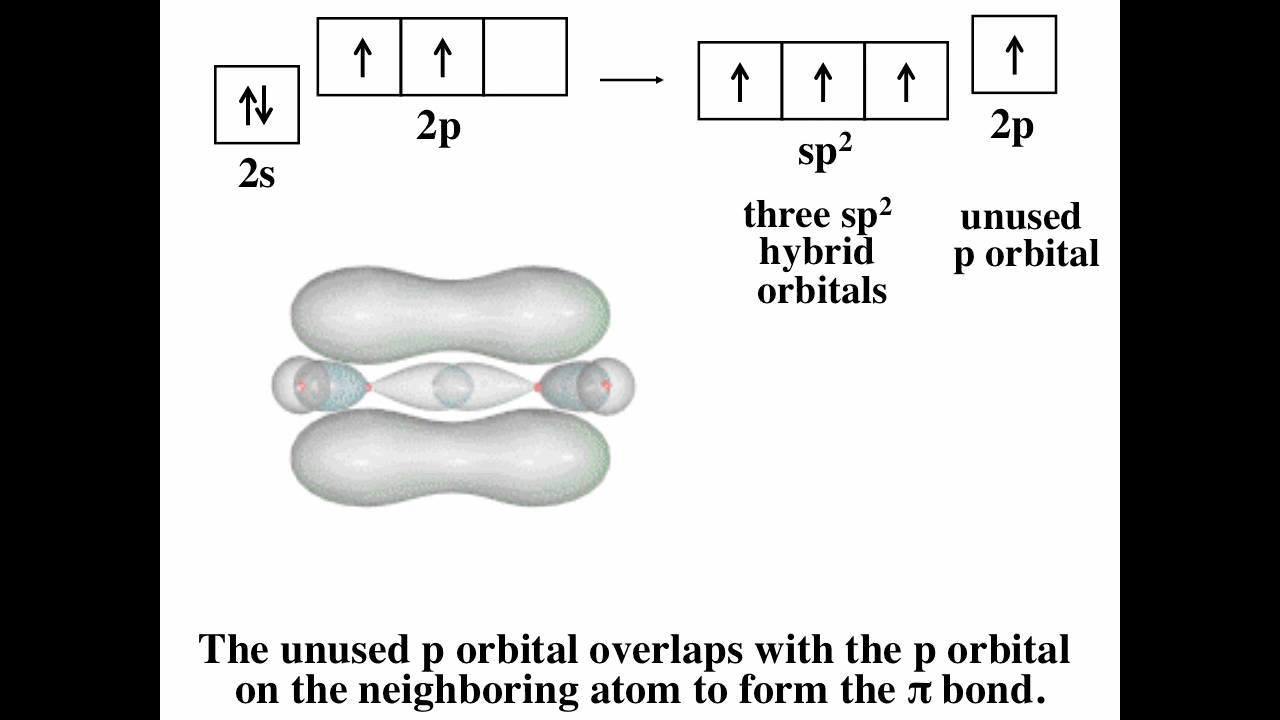 2s
2p
sp²
2p
three sp²
hybrid
orbitals
unused
p orbital
The unused p orbital overlaps with the p orbital
on the neighboring atom to form the π bond.